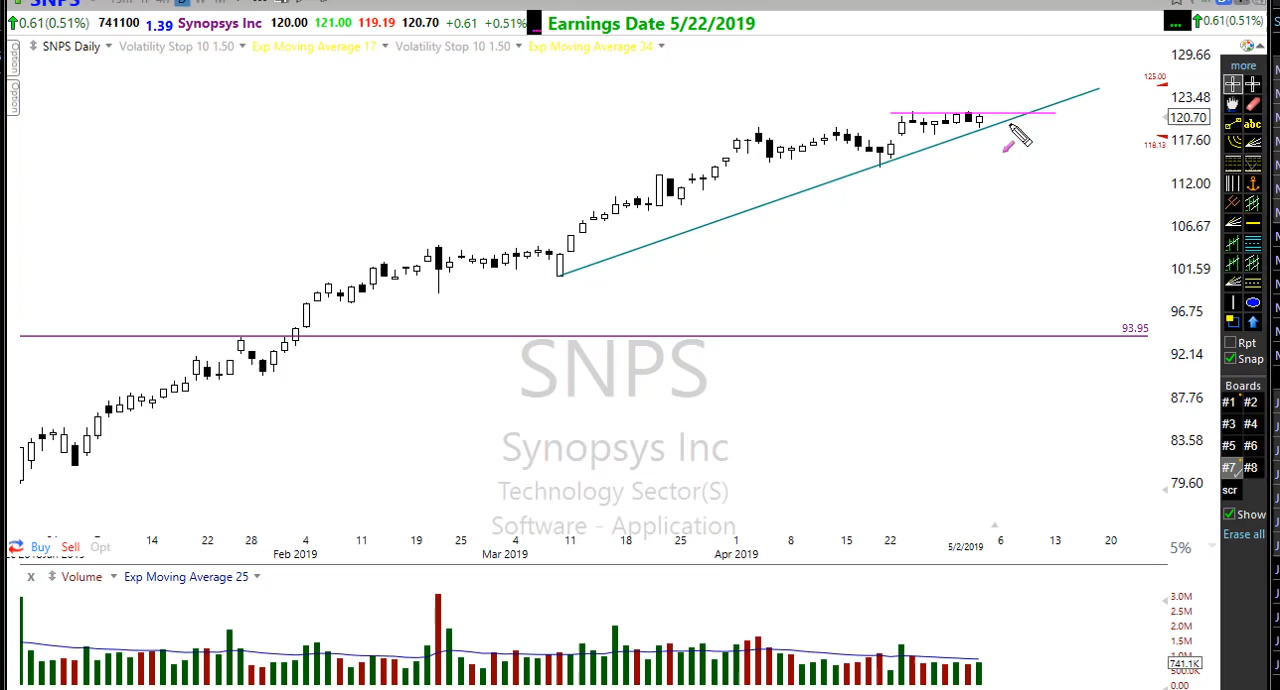 SNPS
0.61(0.51%) 741100 1.39 Synopsys Inc 120.00 121.00 119.19 120.70 +0.61 +0.51% ... Earnings Date 5/22/2019 ... 0.61(0.51%)
SNPS Daily Volatility Stop 10 1.50 Exp Moving Average 17 Volatility Stop 10 1.50 Exp Moving Average 34
Option
Option
129.66
125.00
123.48
120.70
117.60
118.13
112.00
106.67
101.59
96.75
93.95
92.14
87.76
83.58
79.60
5%
more
abc
Rpt
Snap
Boards
#1 #2
#3 #4
#5 #6
#7 #8
scr
Show
Erase all
SNPS
Synopsys Inc
Technology Sector(S)
Software - Application
14 22 28 4 11 19 25 4 11 18 25 1 8 15 22 5/2/2019 6 13 20
Feb 2019 Mar 2019 Apr 2019
Buy Sell Opt
X Volume Exp Moving Average 25
3.0M
2.5M
2.0M
1.5M
1.0M
741.1K
500.0K
0.00